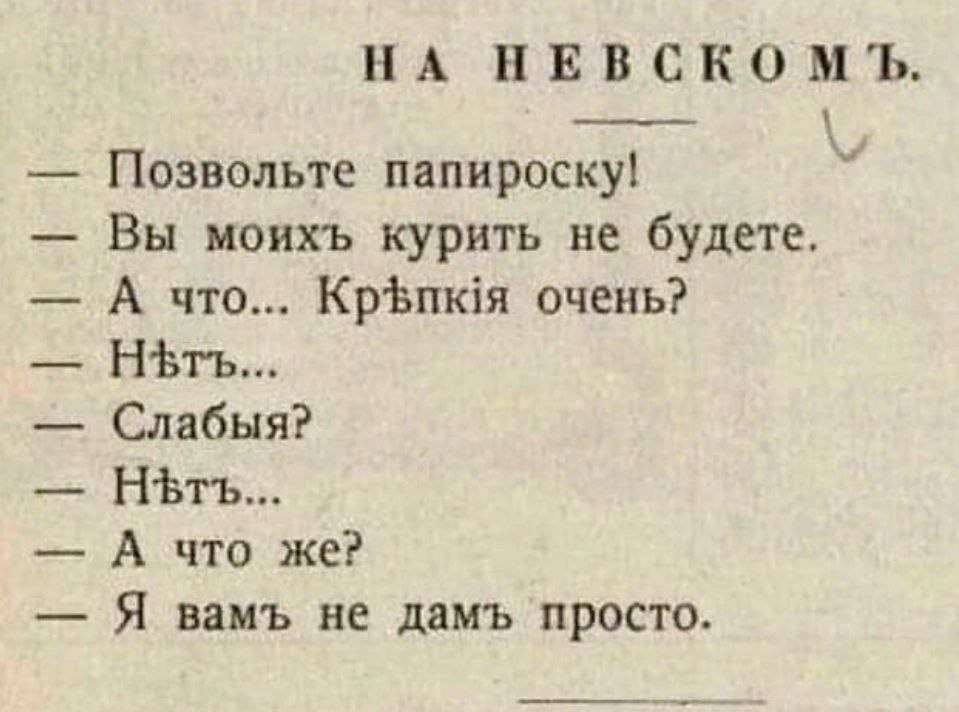 НА НЕВСКОМЪ.
— Позвольте папироску!
— Вы моихъ курить не будете.
— А что... Крѣпкія очень?
— Нѣтъ...
— Слабыя?
— Нѣтъ...
— А что же?
— Я вамъ не дамъ просто.